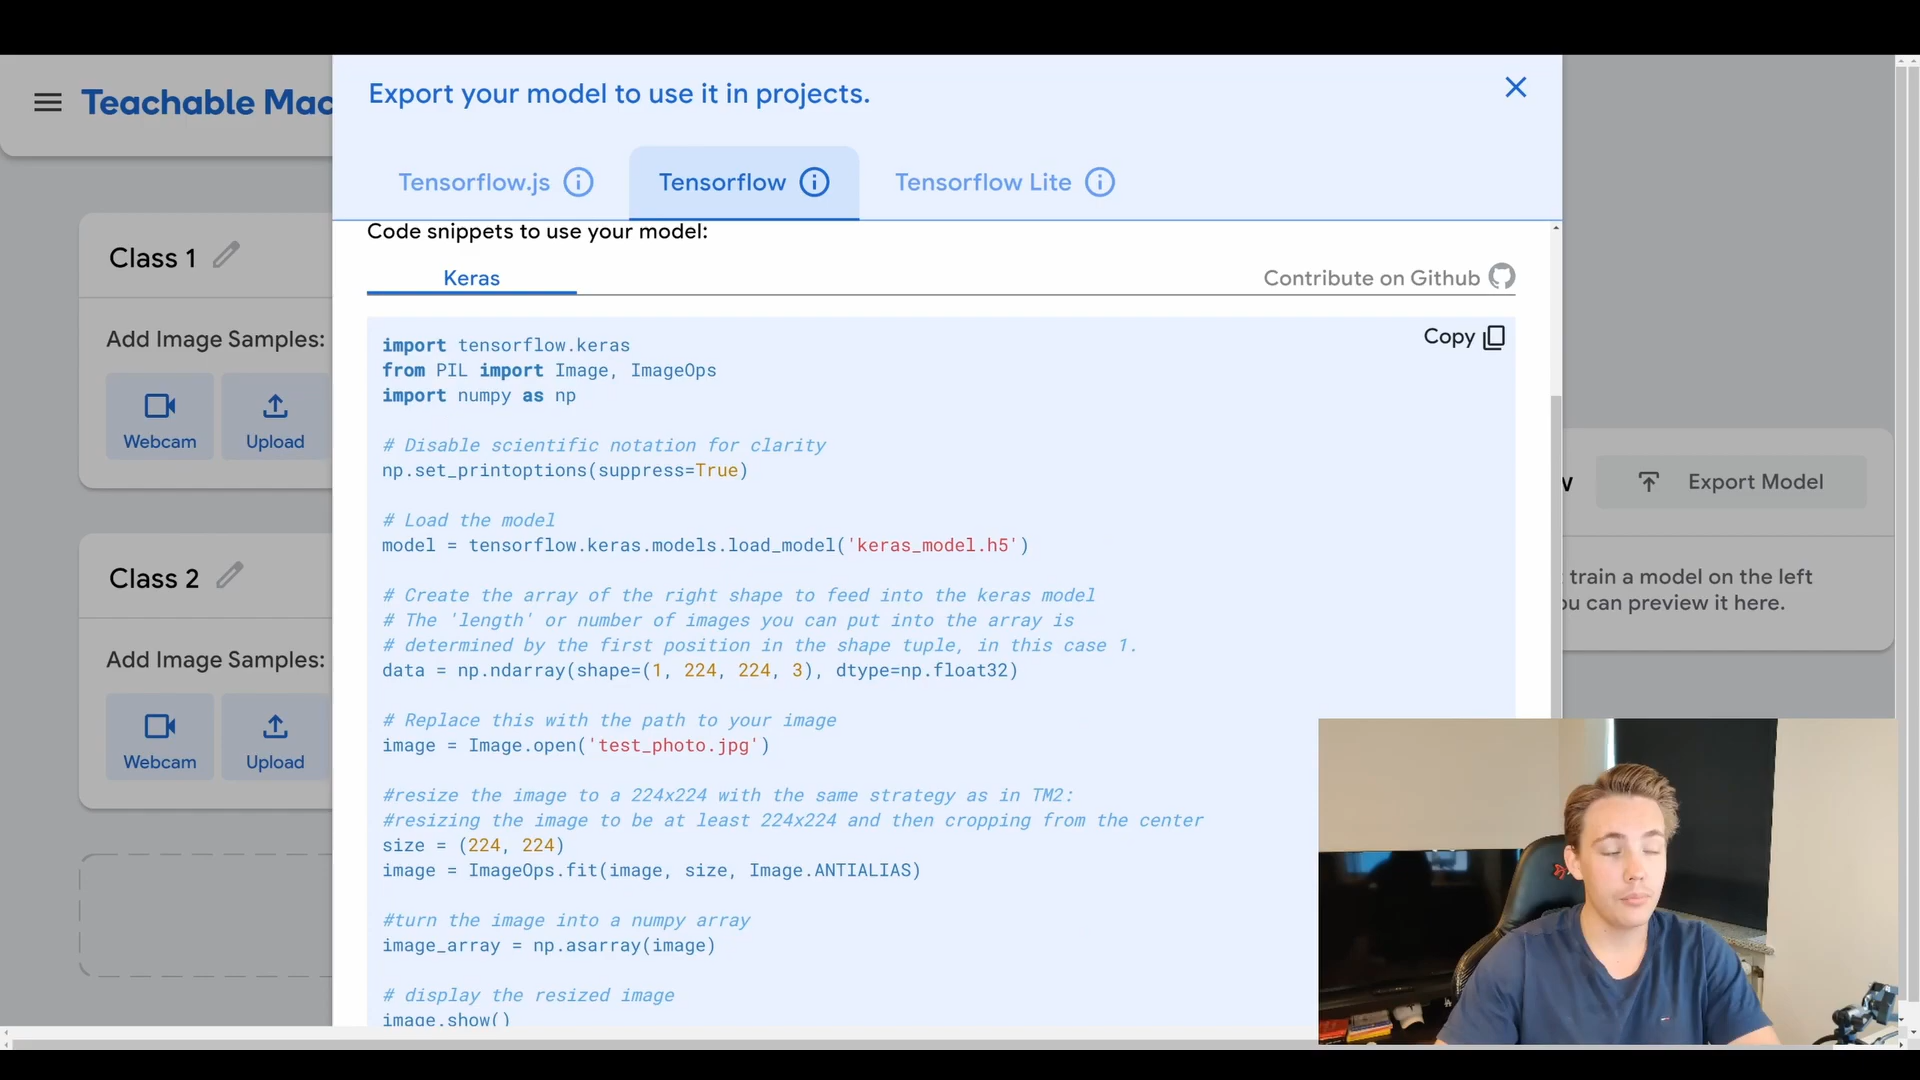 Teachable Mac
Export your model to use it in projects.
Tensorflow.js
Tensorflow
Tensorflow Lite
Code snippets to use your model:
Keras
Contribute on Github
Copy
import tensorflow.keras
from PIL import Image, ImageOps
import numpy as np
# Disable scientific notation for clarity
np.set_printoptions(suppress=True)
# Load the model
model = tensorflow.keras.models.load_model('keras_model.h5')
# Create the array of the right shape to feed into the keras model
# The 'length' or number of images you can put into the array is
# determined by the first position in the shape tuple, in this case 1.
data = np.ndarray(shape=(1, 224, 224, 3), dtype=np.float32)
# Replace this with the path to your image
image = Image.open('test_photo.jpg')
#resize the image to a 224x224 with the same strategy as in TM2:
#resizing the image to be at least 224x224 and then cropping from the center
size = (224, 224)
image = ImageOps.fit(image, size, Image.ANTIALIAS)
#turn the image into a numpy array
image_array = np.asarray(image)
# display the resized image
image.show()
Class 1
Add Image Samples:
Webcam
Upload
Class 2
Add Image Samples:
Webcam
Upload
Export Model
train a model on the left
ou can preview it here.